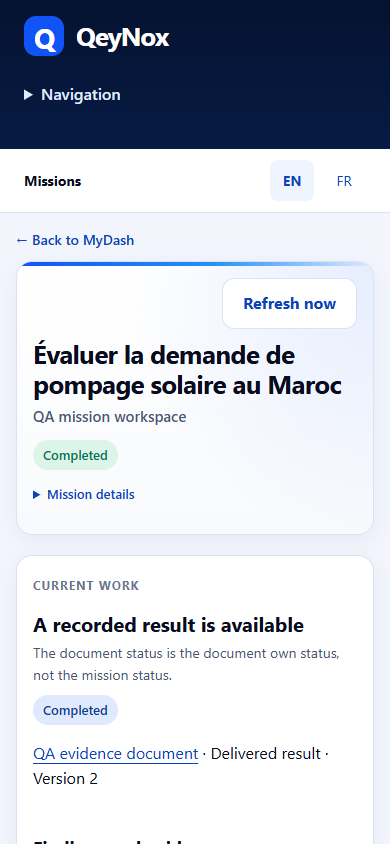 Q QeyNox
Navigation
Missions EN FR
← Back to MyDash
Refresh now
Évaluer la demande de
pompage solaire au Maroc
QA mission workspace
Completed
Mission details
CURRENT WORK
A recorded result is available
The document status is the document own status,
not the mission status.
Completed
QA evidence document · Delivered result ·
Version 2